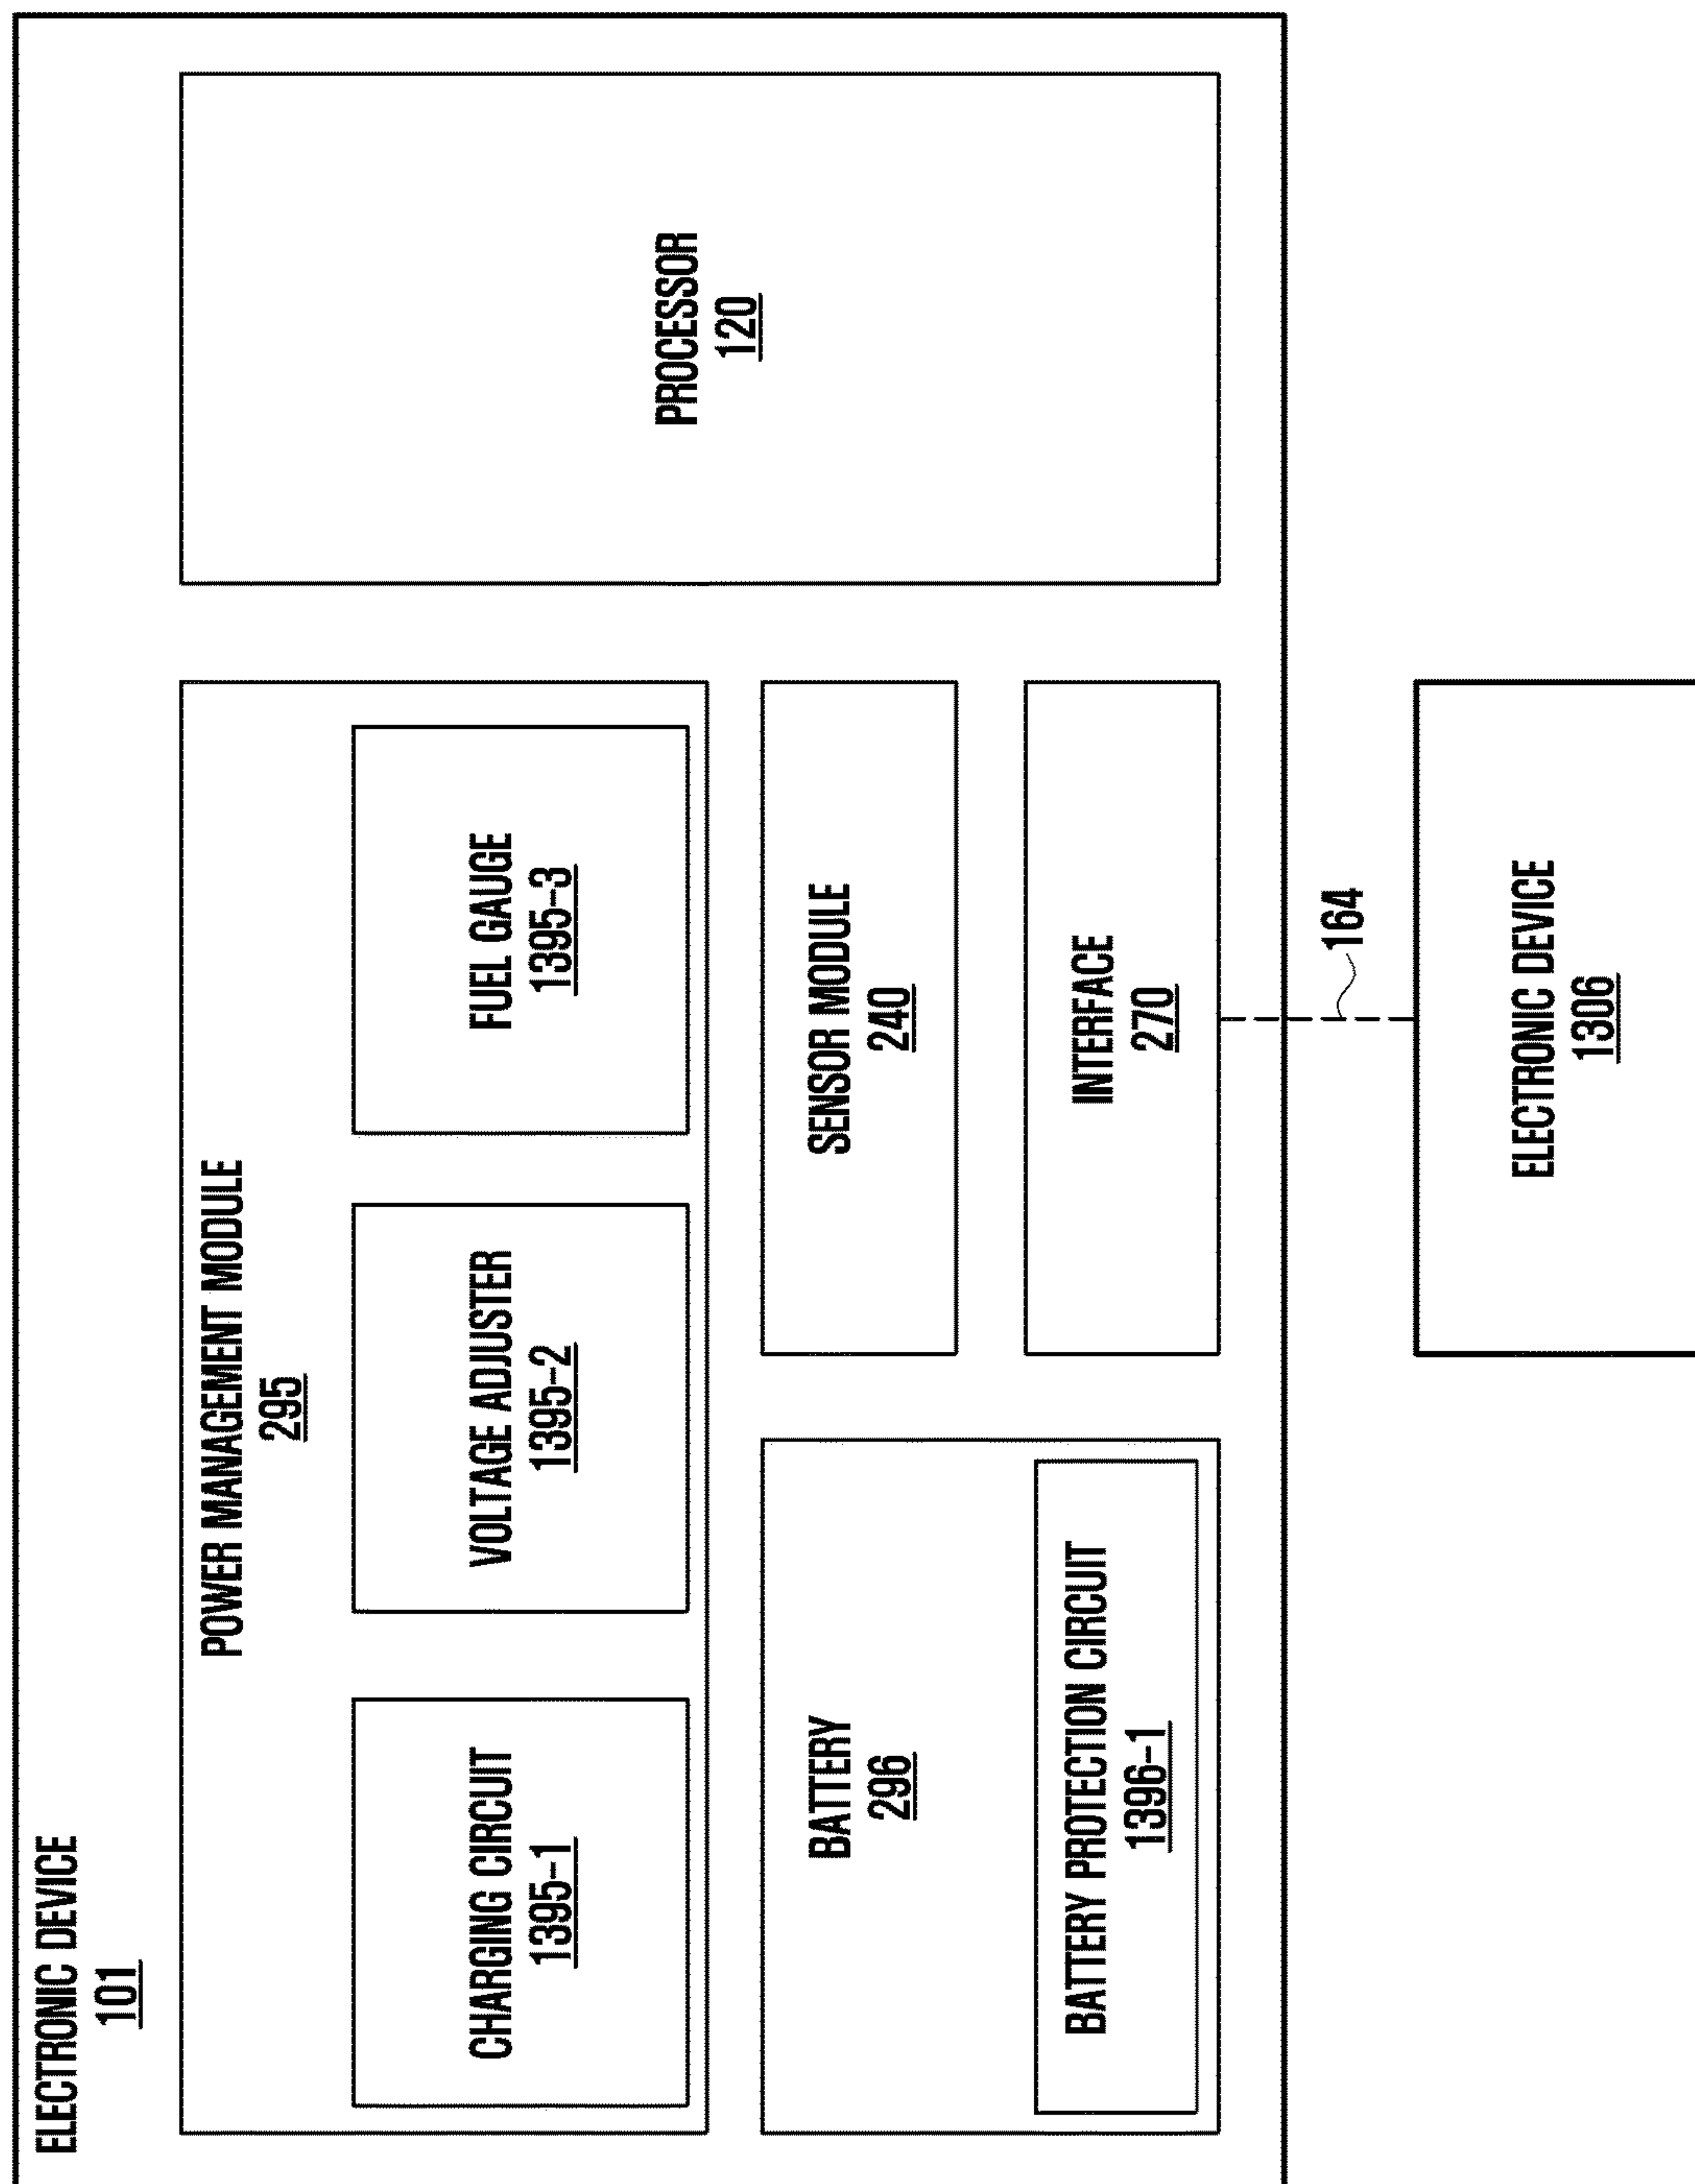 ELECTRONIC DEVICE
101
POWER MANAGEMENT MODULE
295
CHARGING CIRCUIT
1395-1
VOLTAGE ADJUSTER
1395-2
FUEL GAUGE
1395-3
BATTERY
296
BATTERY PROTECTION CIRCUIT
1396-1
SENSOR MODULE
240
INTERFACE
270
PROCESSOR
120
164
ELECTRONIC DEVICE
1306